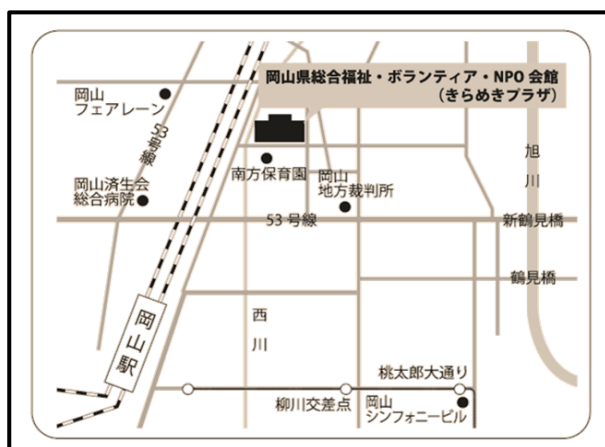 岡山県総合福祉・ボランティア・NPO 会館
（きらめきプラザ）
岡山
フェアレーン
53号線
旭川
南方保育園
岡山
地方裁判所
岡山済生会
総合病院
53 号線
新鶴見橋
鶴見橋
岡山駅
西川
桃太郎大通り
柳川交差点
岡山
シンフォニービル